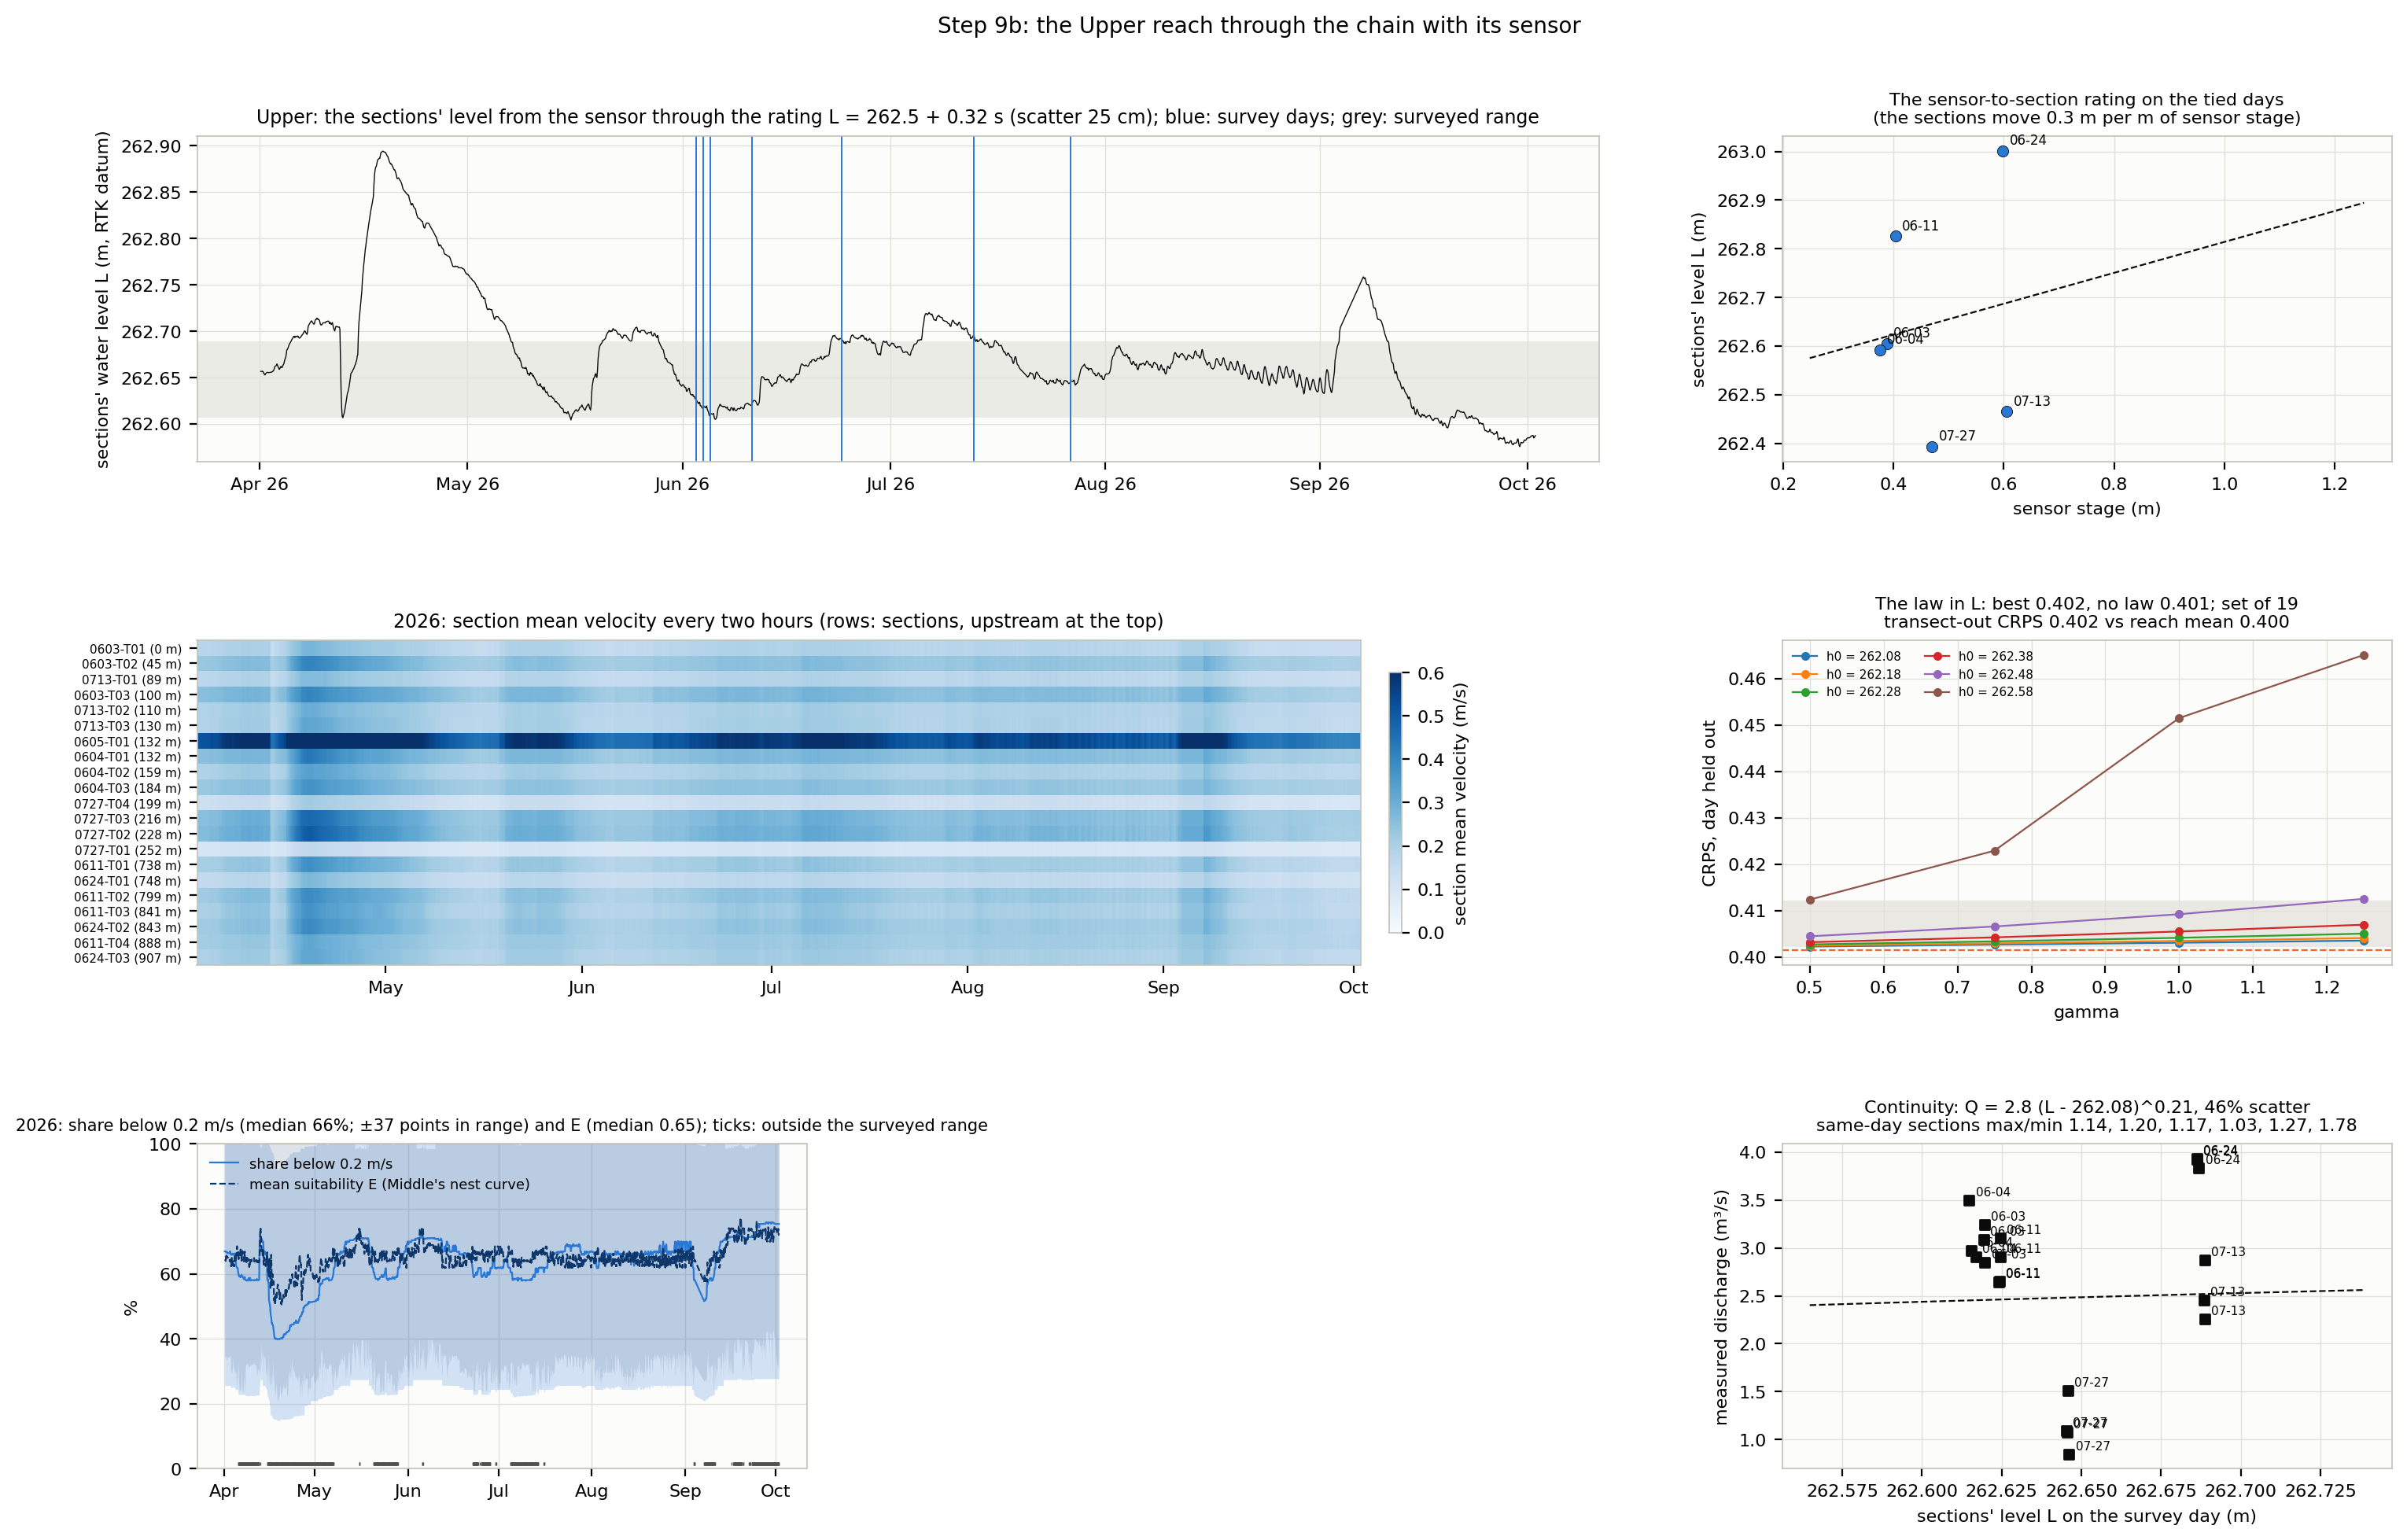 Step 9b: the Upper reach through the chain with its sensor
Upper: the sections' level from the sensor through the rating L = 262.5 + 0.32 s (scatter 25 cm); blue: survey days; grey: surveyed range
sections' water level L (m, RTK datum)
262.90
262.85
262.80
262.75
262.70
262.65
262.60
Apr 26
May 26
Jun 26
Jul 26
Aug 26
Sep 26
Oct 26
The sensor-to-section rating on the tied days
(the sections move 0.3 m per m of sensor stage)
sections' level L (m)
263.0
262.9
262.8
262.7
262.6
262.5
262.4
06-24
06-11
06-03
06-04
07-13
07-27
0.2
0.4
0.6
0.8
1.0
1.2
sensor stage (m)
2026: section mean velocity every two hours (rows: sections, upstream at the top)
0603-T01 (0 m)
0603-T02 (45 m)
0713-T01 (89 m)
0603-T03 (100 m)
0713-T02 (110 m)
0713-T03 (130 m)
0605-T01 (132 m)
0604-T01 (132 m)
0604-T02 (159 m)
0604-T03 (184 m)
0727-T04 (199 m)
0727-T03 (216 m)
0727-T02 (228 m)
0727-T01 (252 m)
0611-T01 (738 m)
0624-T01 (748 m)
0611-T02 (799 m)
0611-T03 (841 m)
0624-T02 (843 m)
0611-T04 (888 m)
0624-T03 (907 m)
May
Jun
Jul
Aug
Sep
Oct
0.6
0.5
0.4
0.3
0.2
0.1
0.0
section mean velocity (m/s)
The law in L: best 0.402, no law 0.401; set of 19
transect-out CRPS 0.402 vs reach mean 0.400
CRPS, day held out
0.46
0.45
0.44
0.43
0.42
0.41
0.40
h0 = 262.08
h0 = 262.18
h0 = 262.28
h0 = 262.38
h0 = 262.48
h0 = 262.58
0.5
0.6
0.7
0.8
0.9
1.0
1.1
1.2
gamma
2026: share below 0.2 m/s (median 66%; ±37 points in range) and E (median 0.65); ticks: outside the surveyed range
%
100
80
60
40
20
0
share below 0.2 m/s
mean suitability E (Middle's nest curve)
Apr
May
Jun
Jul
Aug
Sep
Oct
Continuity: Q = 2.8 (L - 262.08)^0.21, 46% scatter
same-day sections max/min 1.14, 1.20, 1.17, 1.03, 1.27, 1.78
measured discharge (m³/s)
4.0
3.5
3.0
2.5
2.0
1.5
1.0
06-24
06-24
06-04
06-03
06-11
06-11
06-03
06-11
07-13
07-13
07-13
07-27
07-27
07-27
262.575
262.600
262.625
262.650
262.675
262.700
262.725
sections' level L on the survey day (m)